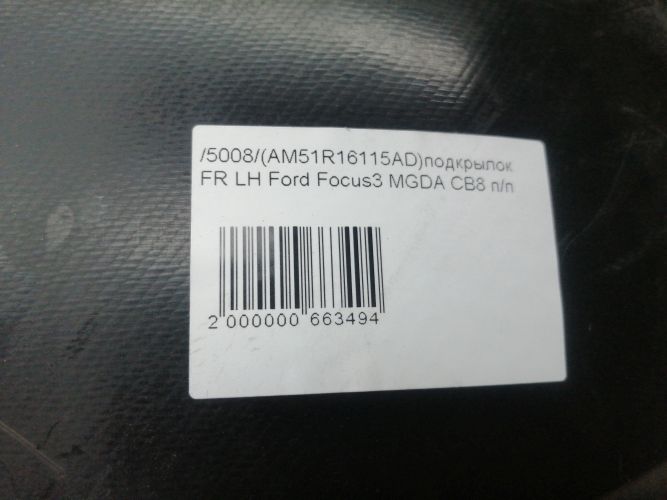 /5008/(AM51R16115AD)подкрылок
FR LH Ford Focus3 MGDA CB8 п/п
2 000000 663494